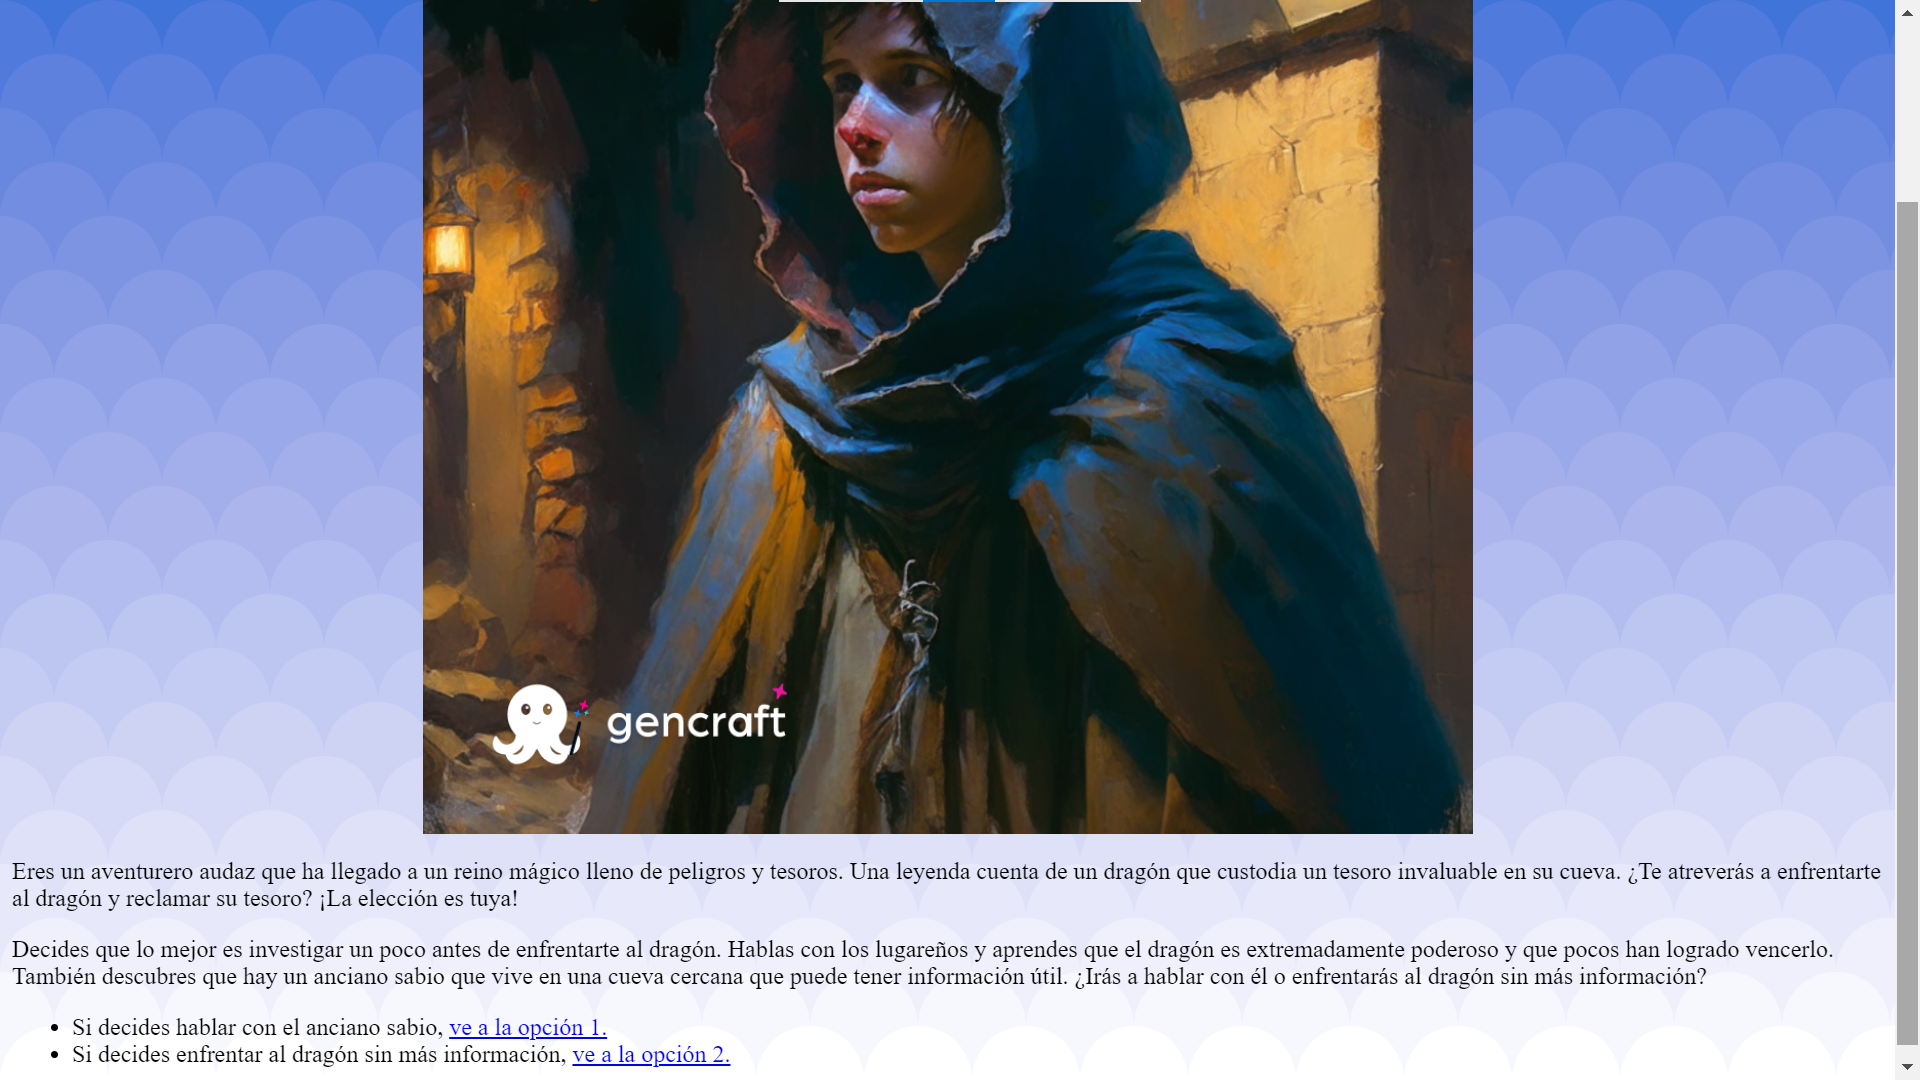 gencraft
Eres un aventurero audaz que ha llegado a un reino mágico lleno de peligros y tesoros. Una leyenda cuenta de un dragón que custodia un tesoro invaluable en su cueva. ¿Te atreverás a enfrentarte
al dragón y reclamar su tesoro? ¡La elección es tuya!
Decides que lo mejor es investigar un poco antes de enfrentarte al dragón. Hablas con los lugareños y aprendes que el dragón es extremadamente poderoso y que pocos han logrado vencerlo.
También descubres que hay un anciano sabio que vive en una cueva cercana que puede tener información útil. ¿Irás a hablar con él o enfrentarás al dragón sin más información?
• Si decides hablar con el anciano sabio, ve a la opción 1.
• Si decides enfrentar al dragón sin más información, ve a la opción 2.